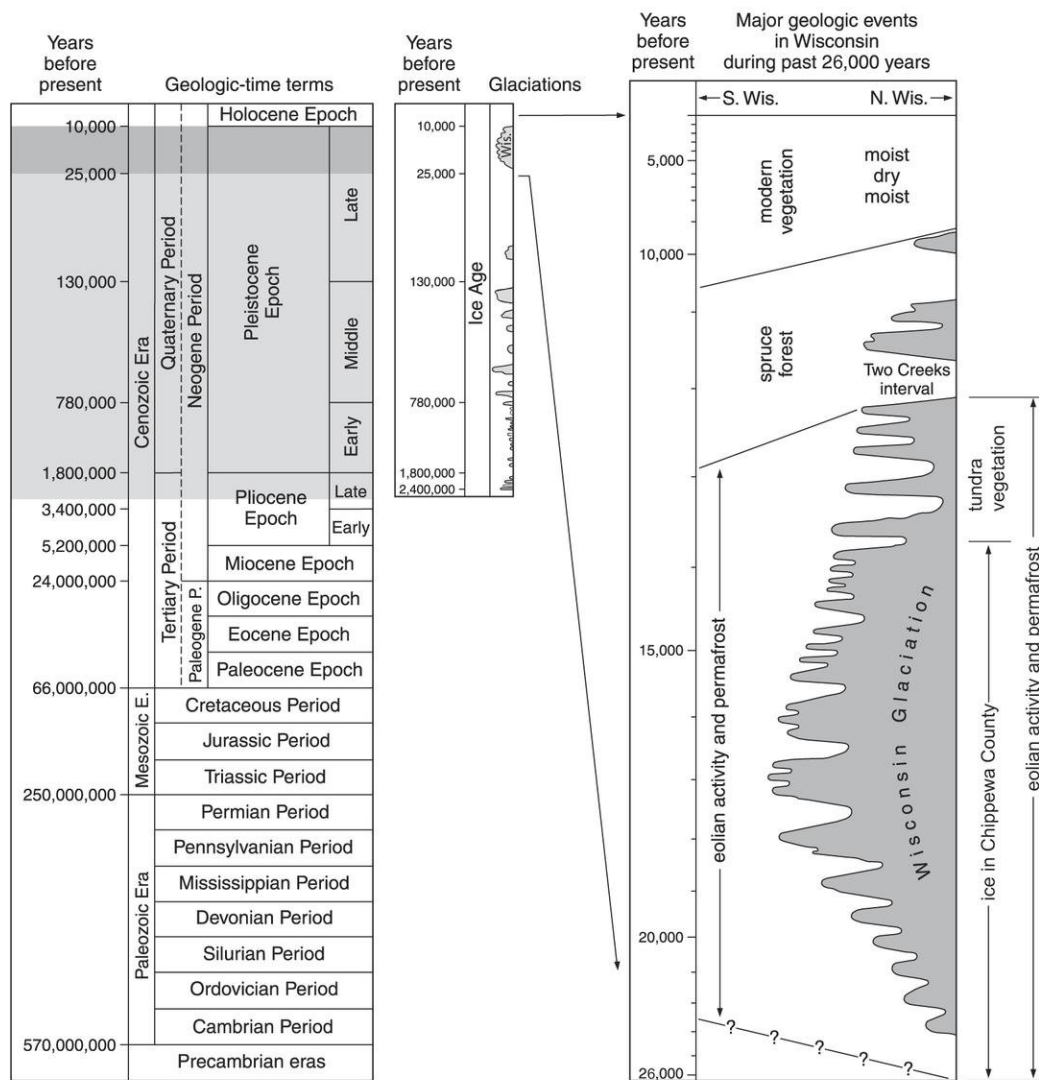 Years
before
present
Geologic-time terms
Holocene Epoch
10,000
25,000
130,000
780,000
1,800,000
3,400,000
5,200,000
24,000,000
66,000,000
250,000,000
570,000,000
Cenozoic Era
Mesozoic E.
Paleozoic Era
Quaternary Period
Tertiary Period
Neogene Period
Paleogene P.
Pleistocene
Epoch
Late
Middle
Early
Pliocene
Epoch
Late
Early
Miocene Epoch
Oligocene Epoch
Eocene Epoch
Paleocene Epoch
Cretaceous Period
Jurassic Period
Triassic Period
Permian Period
Pennsylvanian Period
Mississippian Period
Devonian Period
Silurian Period
Ordovician Period
Cambrian Period
Precambrian eras
Years
before
present
Glaciations
10,000
25,000
130,000
780,000
1,800,000
2,400,000
Ice Age
Wis.
Years
before
present
Major geologic events
in Wisconsin
during past 26,000 years
S. Wis. N. Wis.
5,000
10,000
15,000
20,000
26,000
modern
vegetation
moist
dry
moist
spruce
forest
Two Creeks
interval
eolian activity and permafrost
Wisconsin Glaciation
? ? ? ? ?
tundra
vegetation
ice in Chippewa County
eolian activity and permafrost